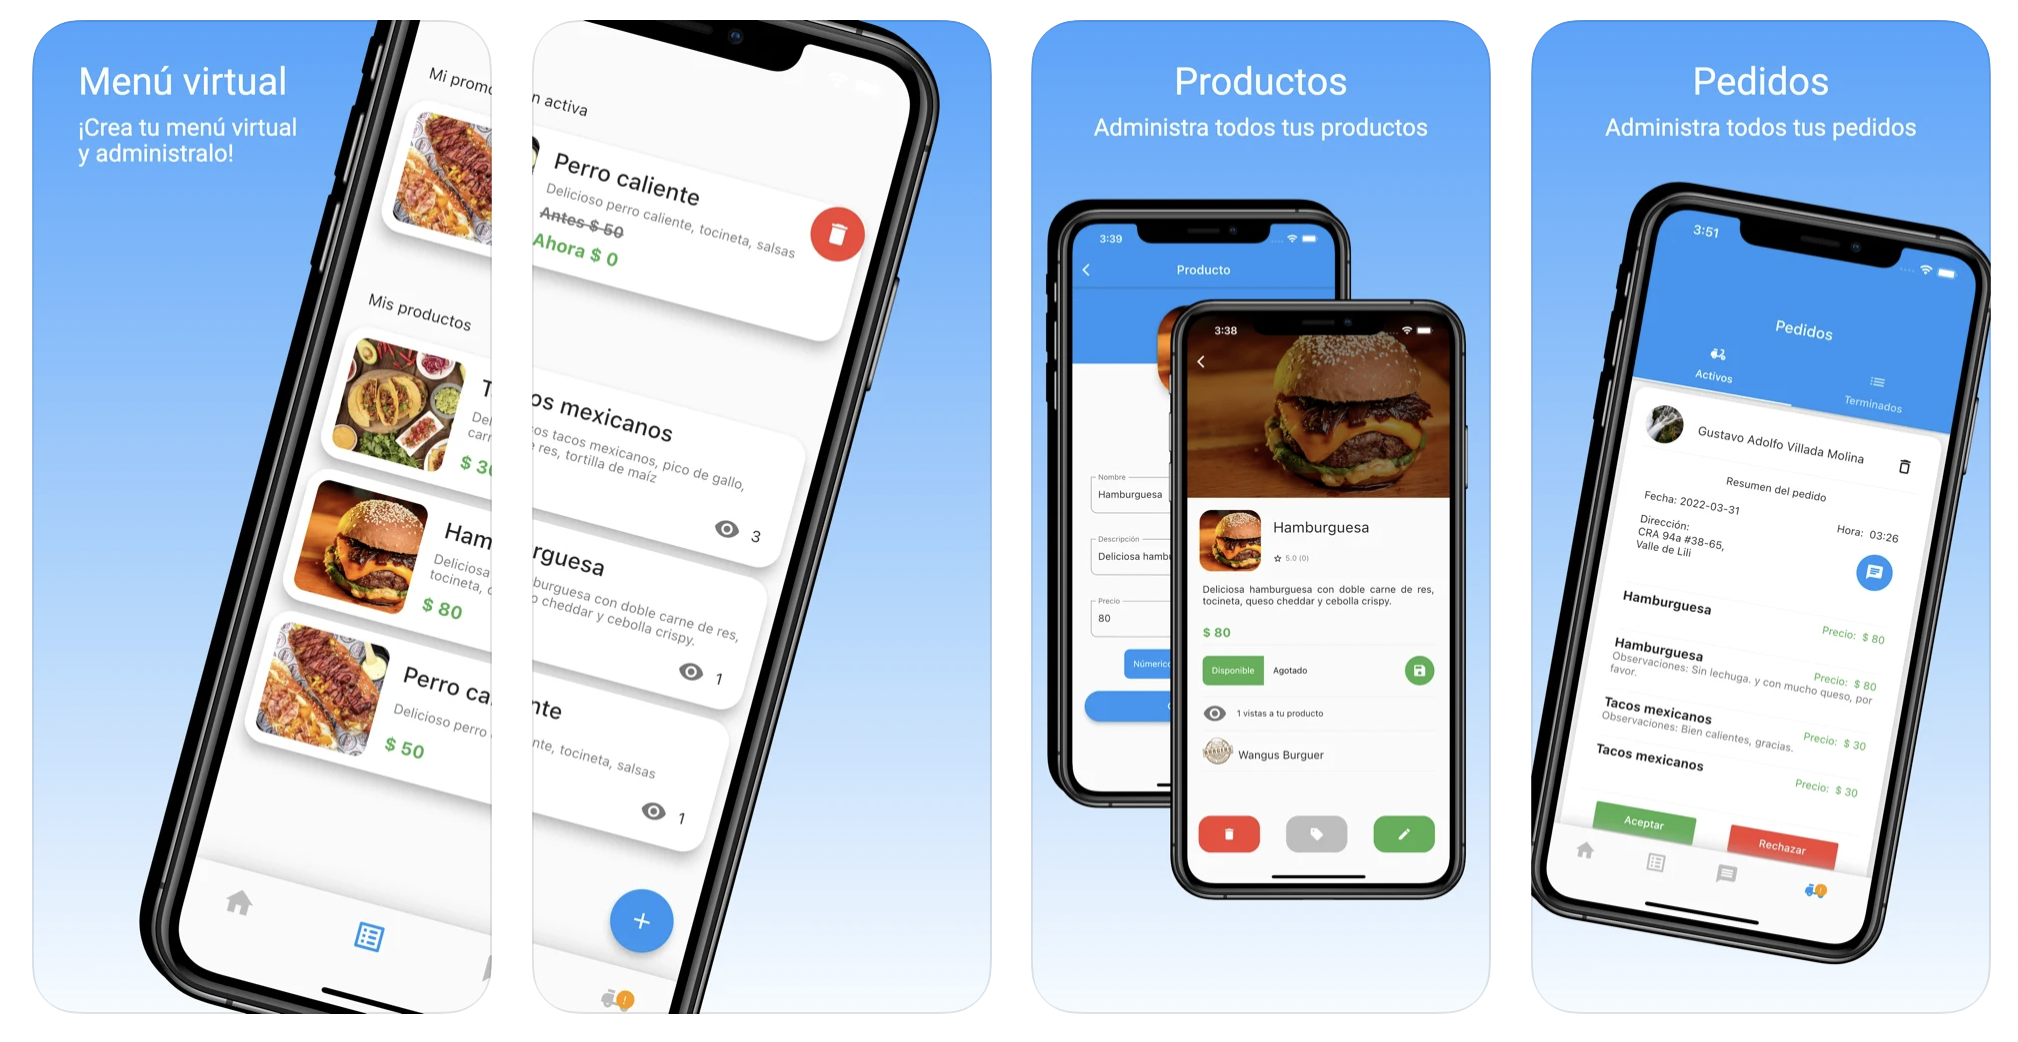 Menú virtual
¡Crea tu menú virtual
y administralo!
Mi promo
Mis productos
Del
carn
$ 30
Ham
Deliciosa
tocineta,
$ 80
Perro ca
Delicioso perro
$ 50
n activa
Perro caliente
Delicioso perro caliente, tocineta, salsas
Antes $ 50
Ahora $ 0
os mexicanos
os tacos mexicanos, pico de gallo,
res, tortilla de maíz
3
rguesa
burguesa con doble carne de res,
o cheddar y cebolla crispy.
1
nte
nte, tocineta, salsas
1
Productos
Administra todos tus productos
3:39
Producto
Nombre
Hamburguesa
Descripción
Deliciosa hambu
Precio
80
Númerico
3:38
Hamburguesa
5.0 (0)
Deliciosa hamburguesa con doble carne de res,
tocineta, queso cheddar y cebolla crispy.
$ 80
Disponible Agotado
1 vistas a tu producto
Wangus Burguer
Pedidos
Administra todos tus pedidos
3:51
Pedidos
Activos
Terminados
Gustavo Adolfo Villada Molina
Resumen del pedido
Fecha: 2022-03-31
Hora: 03:26
Dirección:
CRA 94a #38-65,
Valle de Lili
Hamburguesa
Precio: $ 80
Hamburguesa
Observaciones: Sin lechuga. y con mucho queso, por
favor.
Precio: $ 80
Tacos mexicanos
Observaciones: Bien calientes, gracias.
Precio: $ 30
Tacos mexicanos
Precio: $ 30
Aceptar
Rechazar